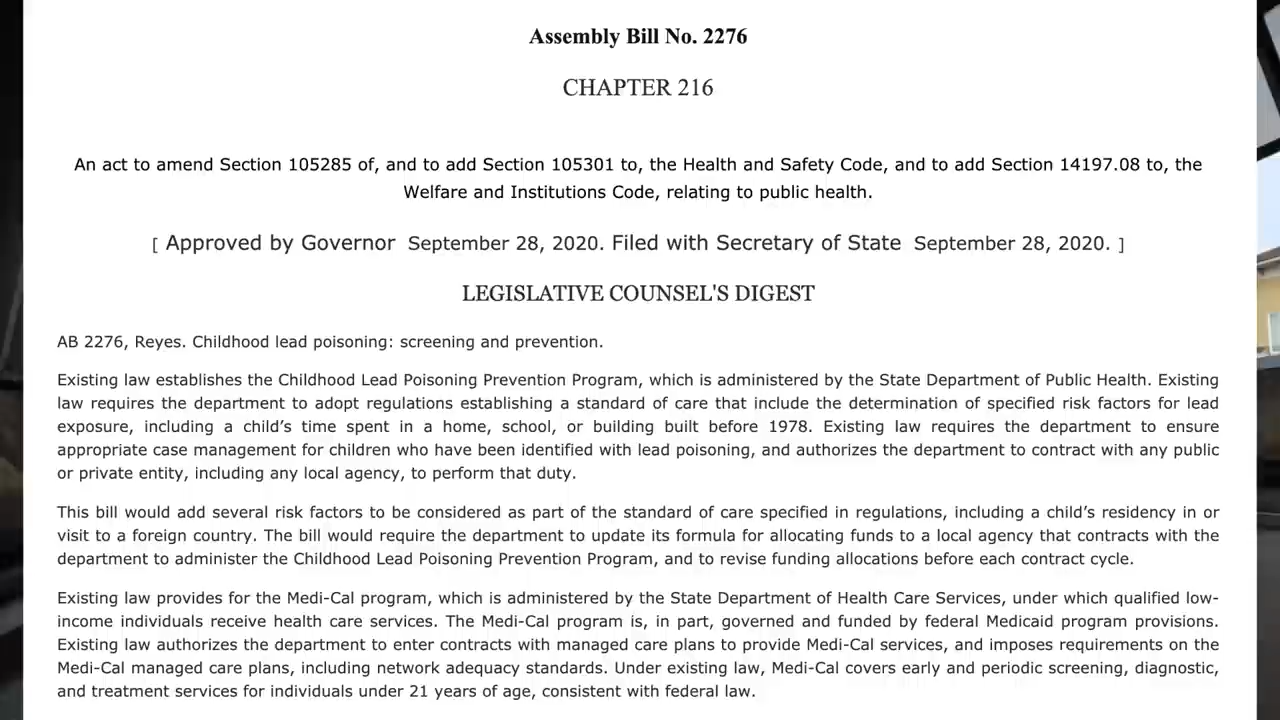 Assembly Bill No. 2276
CHAPTER 216
An act to amend Section 105285 of, and to add Section 105301 to, the Health and Safety Code, and to add Section 14197.08 to, the
Welfare and Institutions Code, relating to public health.
[ Approved by Governor September 28, 2020. Filed with Secretary of State September 28, 2020. ]
LEGISLATIVE COUNSEL'S DIGEST
AB 2276, Reyes. Childhood lead poisoning: screening and prevention.
Existing law establishes the Childhood Lead Poisoning Prevention Program, which is administered by the State Department of Public Health. Existing
law requires the department to adopt regulations establishing a standard of care that include the determination of specified risk factors for lead
exposure, including a child’s time spent in a home, school, or building built before 1978. Existing law requires the department to ensure
appropriate case management for children who have been identified with lead poisoning, and authorizes the department to contract with any public
or private entity, including any local agency, to perform that duty.
This bill would add several risk factors to be considered as part of the standard of care specified in regulations, including a child’s residency in or
visit to a foreign country. The bill would require the department to update its formula for allocating funds to a local agency that contracts with the
department to administer the Childhood Lead Poisoning Prevention Program, and to revise funding allocations before each contract cycle.
Existing law provides for the Medi-Cal program, which is administered by the State Department of Health Care Services, under which qualified low-
income individuals receive health care services. The Medi-Cal program is, in part, governed and funded by federal Medicaid program provisions.
Existing law authorizes the department to enter contracts with managed care plans to provide Medi-Cal services, and imposes requirements on the
Medi-Cal managed care plans, including network adequacy standards. Under existing law, Medi-Cal covers early and periodic screening, diagnostic,
and treatment services for individuals under 21 years of age, consistent with federal law.